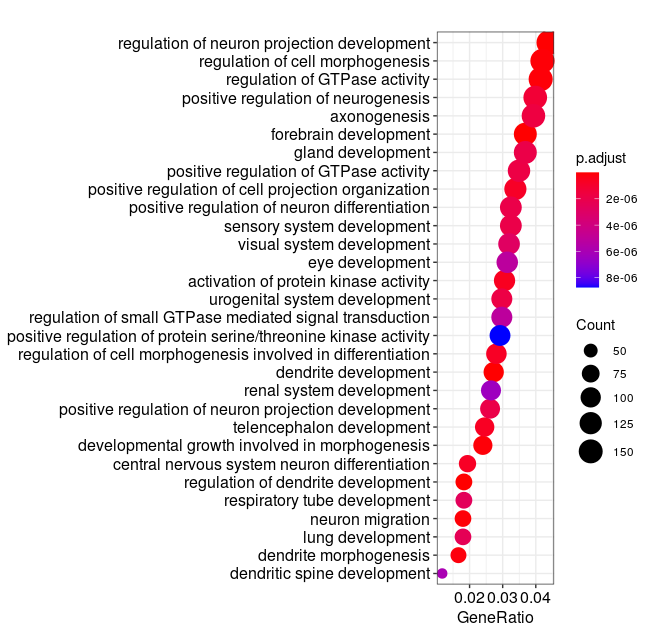 regulation of neuron projection development
regulation of cell morphogenesis
regulation of GTPase activity
positive regulation of neurogenesis
axonogenesis
forebrain development
gland development
positive regulation of GTPase activity
positive regulation of cell projection organization
positive regulation of neuron differentiation
sensory system development
visual system development
eye development
activation of protein kinase activity
urogenital system development
regulation of small GTPase mediated signal transduction
positive regulation of protein serine/threonine kinase activity
regulation of cell morphogenesis involved in differentiation
dendrite development
renal system development
positive regulation of neuron projection development
telencephalon development
developmental growth involved in morphogenesis
central nervous system neuron differentiation
regulation of dendrite development
respiratory tube development
neuron migration
lung development
dendrite morphogenesis
dendritic spine development
0.02 0.03 0.04
GeneRatio
p.adjust
2e-06
4e-06
6e-06
8e-06
Count
50
75
100
125
150